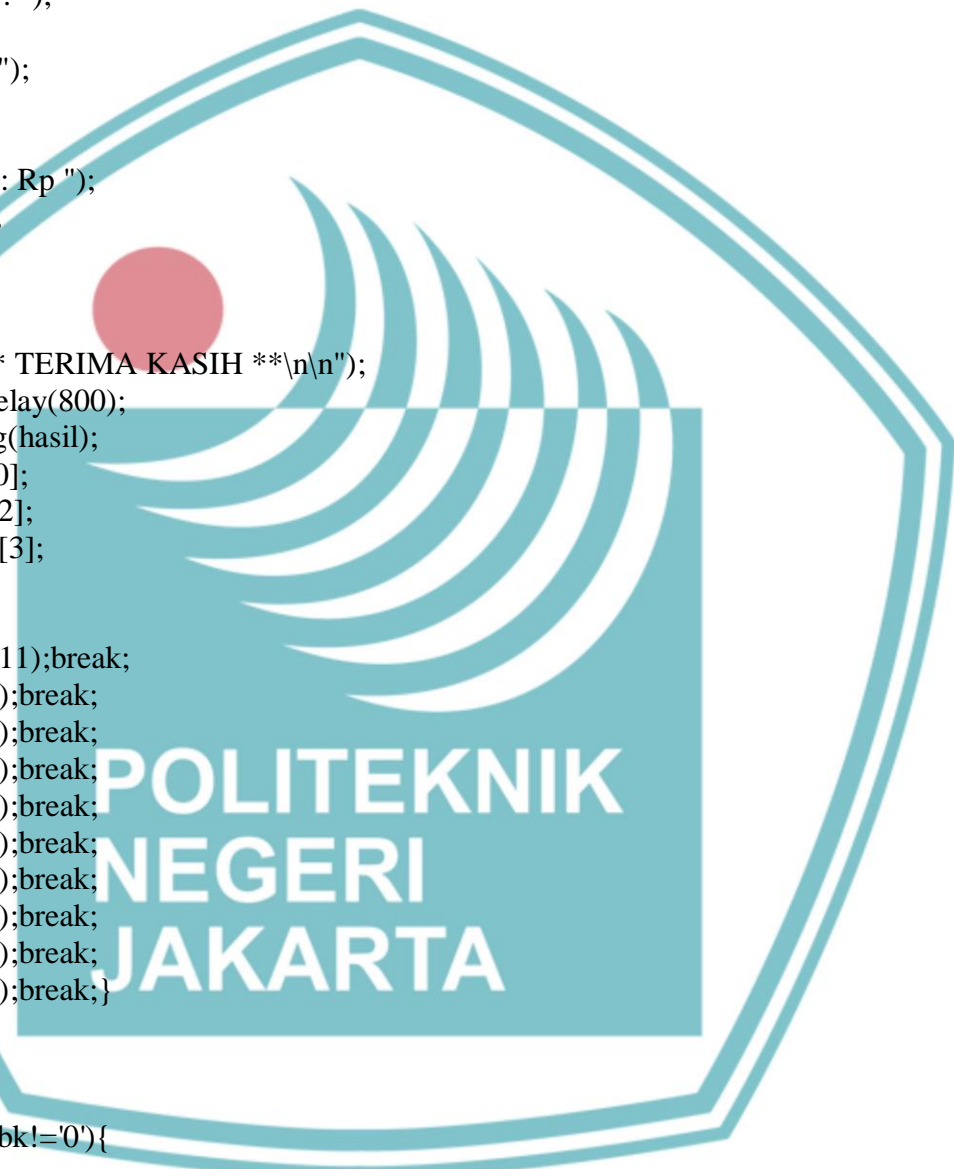 : ");
");
: Rp ");
;
* TERIMA KASIH **\n\n");
elay(800);
g(hasil);
0];
2];
[3];
11);break;
);break;
);break;
);break;
);break;
);break;
);break;
);break;
);break;
);break;}
POLITEKNIK
NEGERI
JAKARTA
bk!='0'){